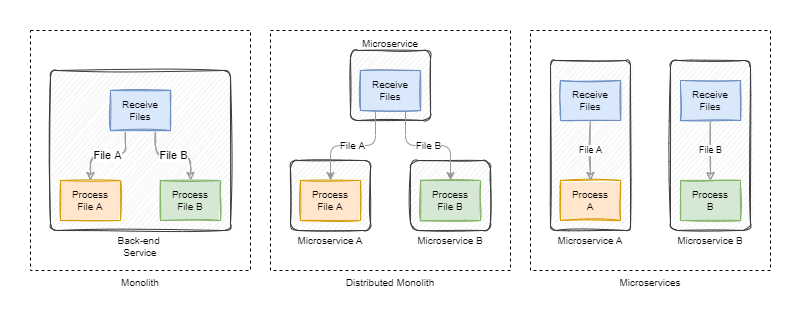 Receive
Files
File A
File B
Process
File A
Process
File B
Back-end
Service
Monolith
Microservice
Receive
Files
File A
File B
Process
File A
Process
File B
Microservice A
Microservice B
Distributed Monolith
Receive
Files
Receive
Files
File A
File B
Process
A
Process
B
Microservice A
Microservice B
Microservices